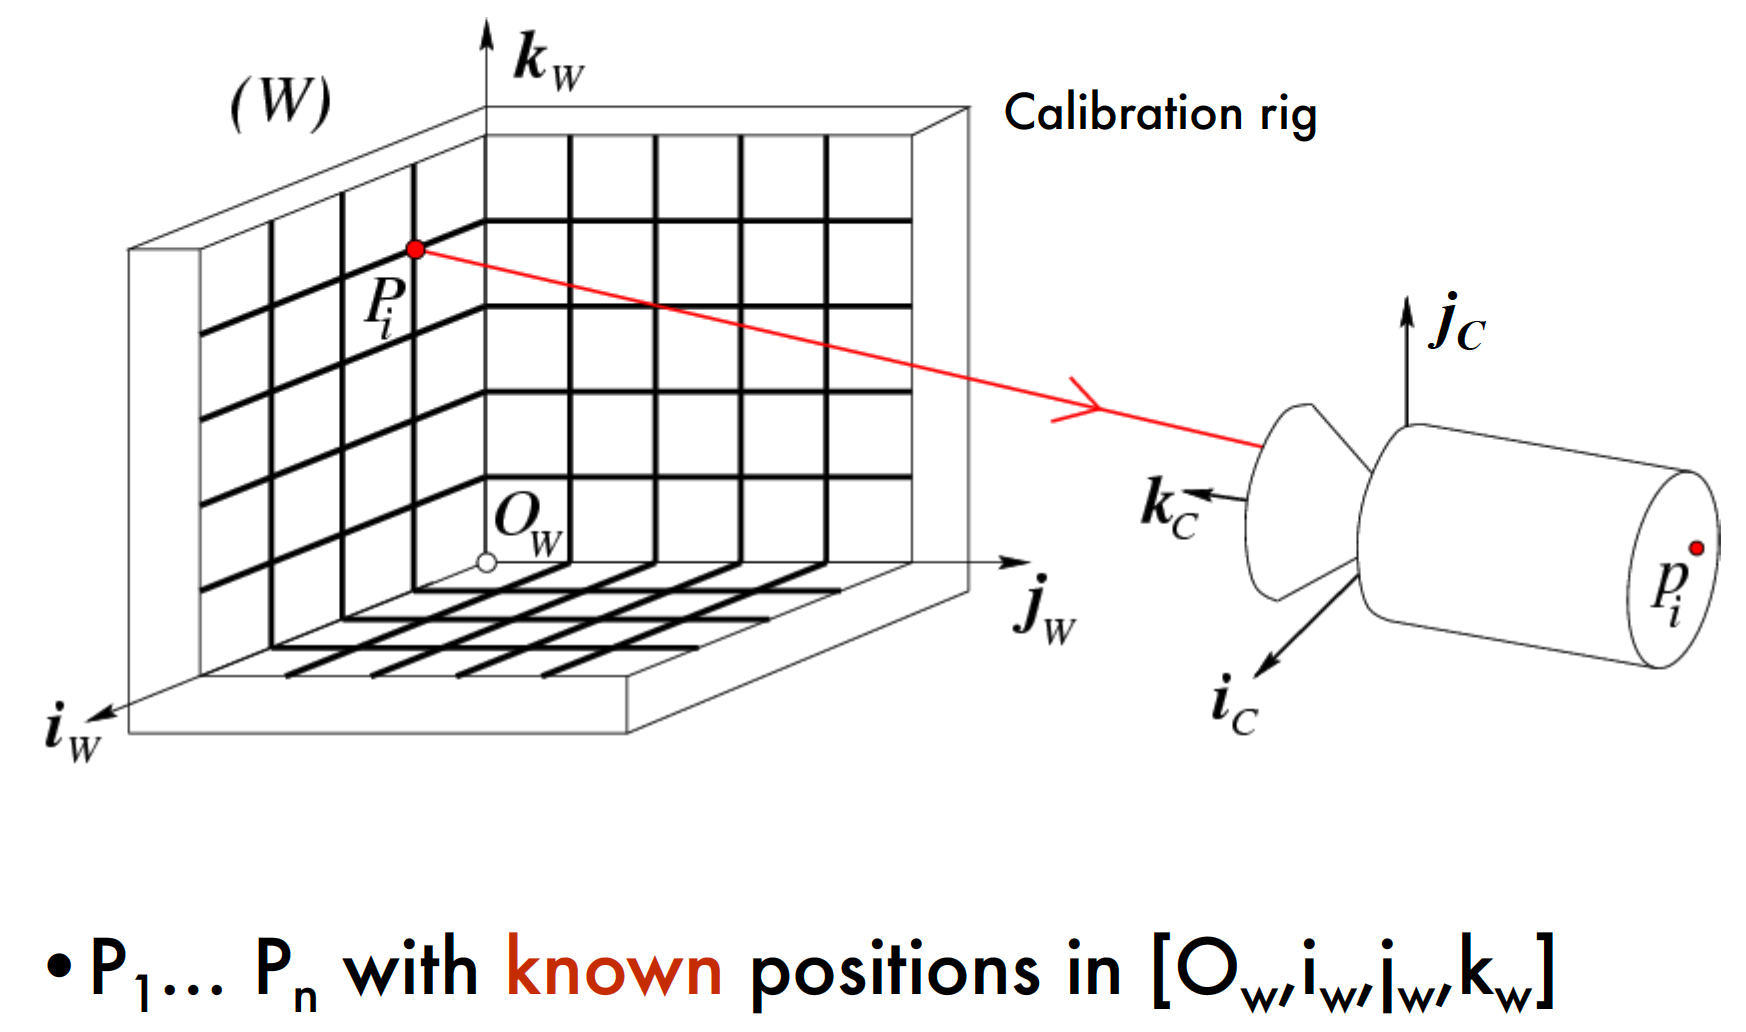 k_W
(W)
Calibration rig
P_i
j_C
k_C
O_W
p_i
j_W
i_C
i_W
•P_1... P_n with known positions in [O_w,i_w,j_w,k_w]